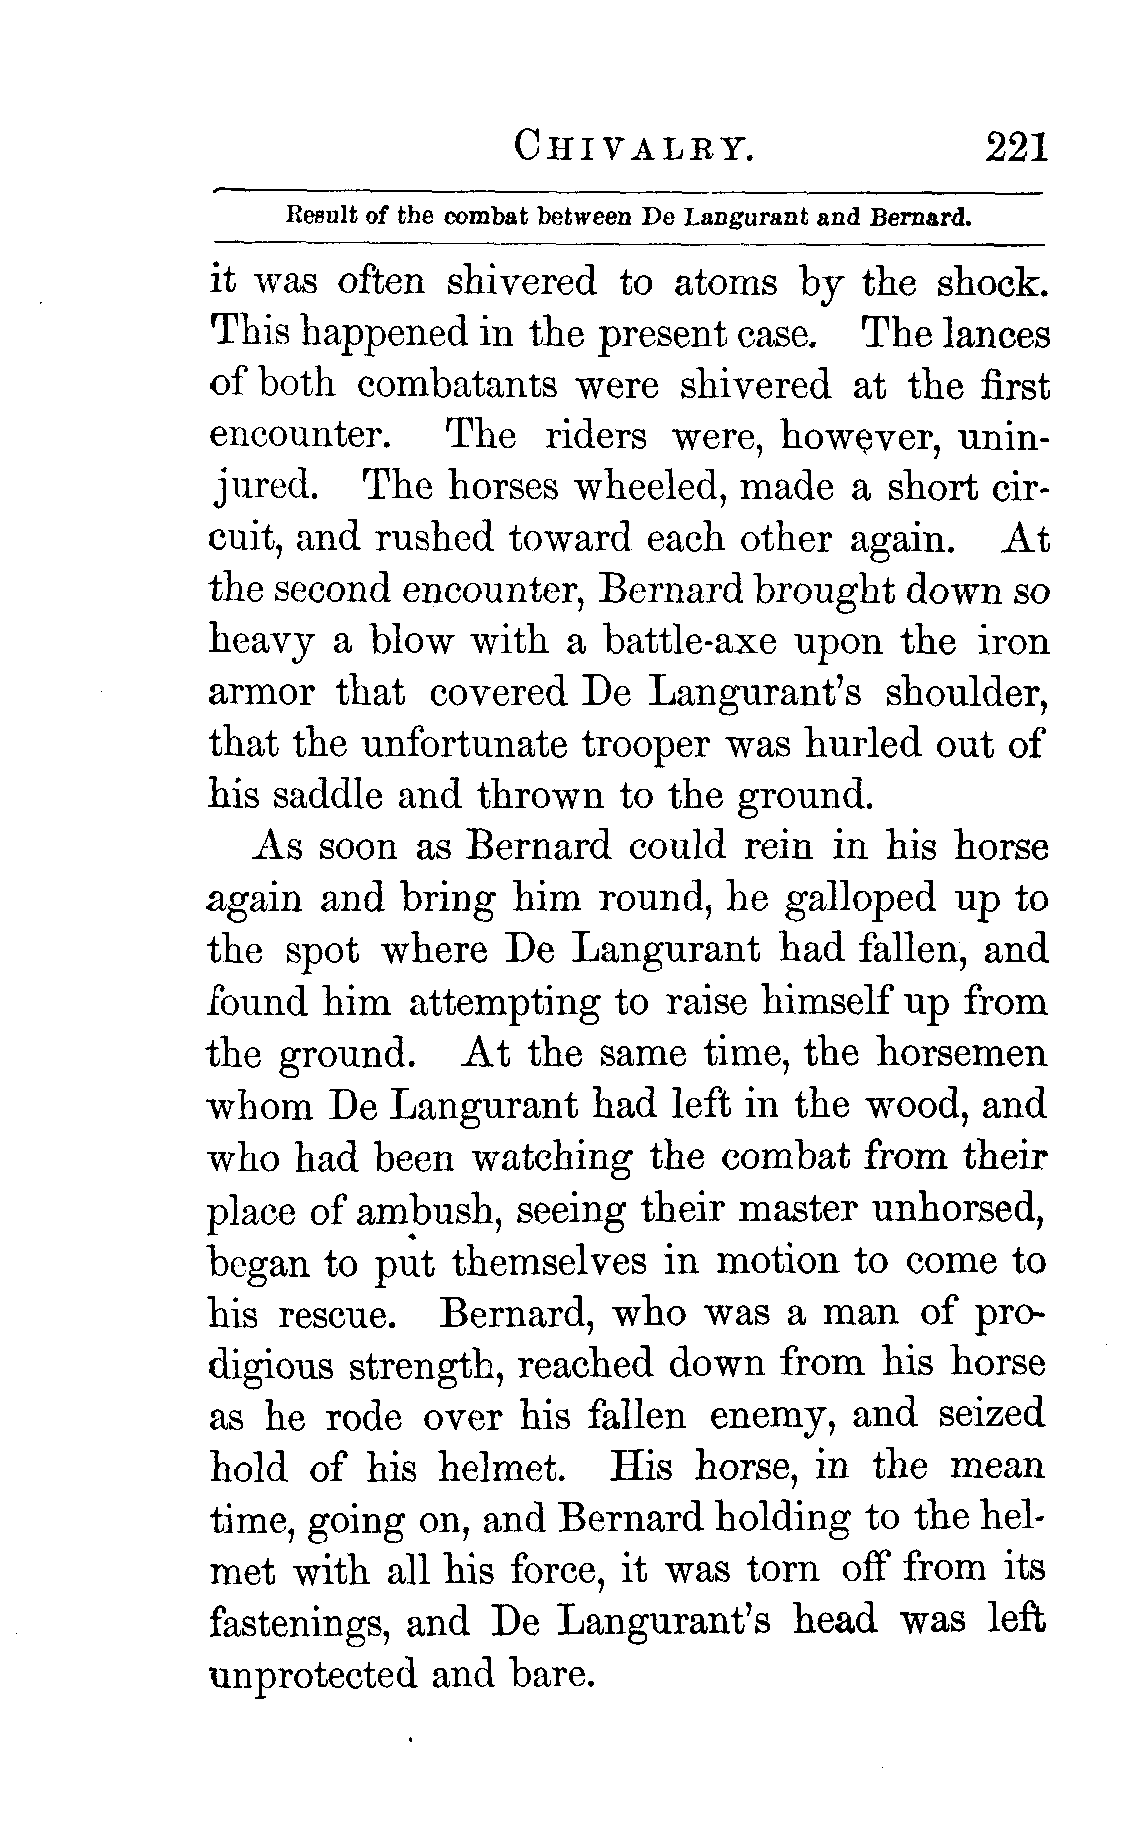 CHIVALRY. 221
Result of the combat between De Langurant and Bernard.
it was often shivered to atoms by the shock.
This happened in the present case. The lances
of both combatants were shivered at the first
encounter. The riders were, however, unin-
jured. The horses wheeled, made a short cir-
cuit, and rushed toward each other again. At
the second encounter, Bernard brought down so
heavy a blow with a battle-axe upon the iron
armor that covered De Langurant's shoulder,
that the unfortunate trooper was hurled out of
his saddle and thrown to the ground.
As soon as Bernard could rein in his horse
again and bring him round, he galloped up to
the spot where De Langurant had fallen, and
found him attempting to raise himself up from
the ground. At the same time, the horsemen
whom De Langurant had left in the wood, and
who had been watching the combat from their
place of ambush, seeing their master unhorsed,
began to put themselves in motion to come to
his rescue. Bernard, who was a man of pro-
digious strength, reached down from his horse
as he rode over his fallen enemy, and seized
hold of his helmet. His horse, in the mean
time, going on, and Bernard holding to the hel-
met with all his force, it was torn off from its
fastenings, and De Langurant's head was left
unprotected and bare.